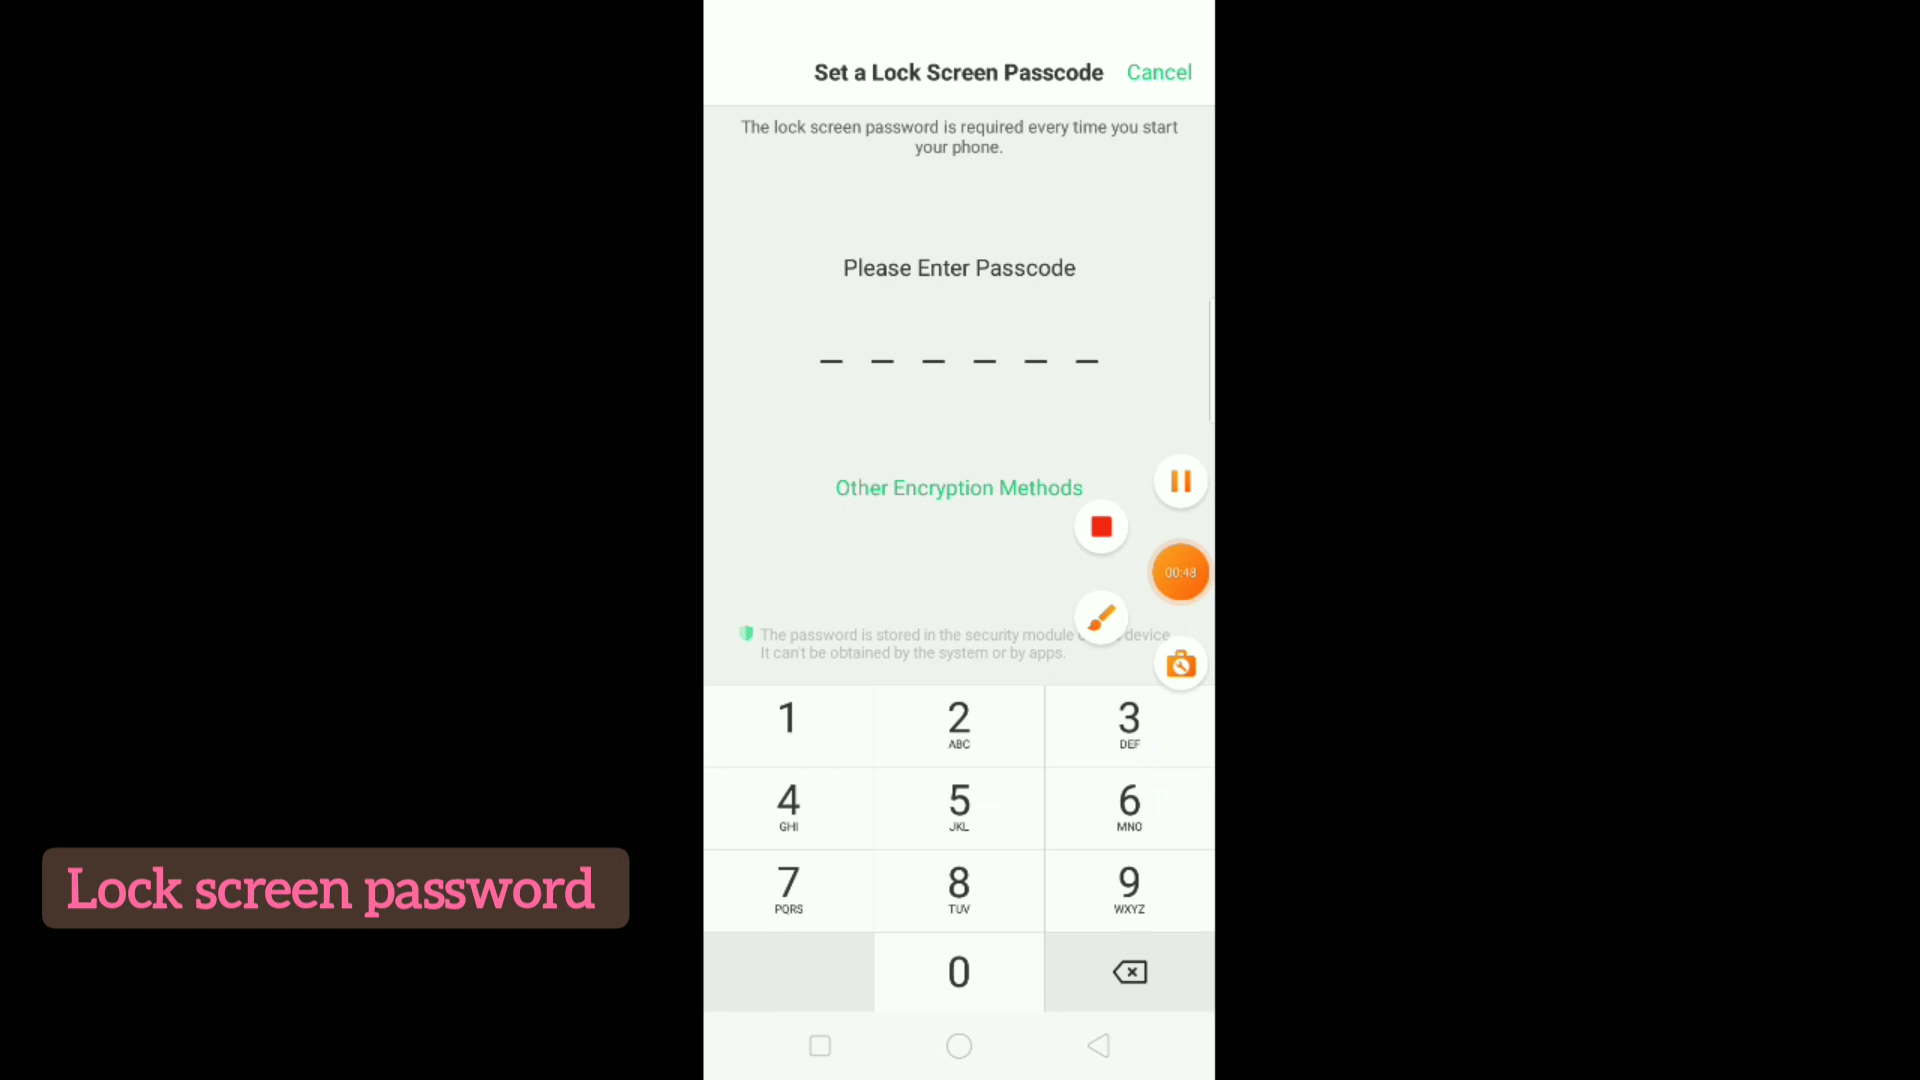 Set a Lock Screen Passcode Cancel
The lock screen password is required every time you start
your phone.
Please Enter Passcode
Other Encryption Methods
00:48
The password is stored in the security module device
It can't be obtained by the system or by apps.
1 2 3
ABC DEF
4 5 6
GHI JKL MNO
7 8 9
PQRS TUV WXYZ
0
Lock screen password